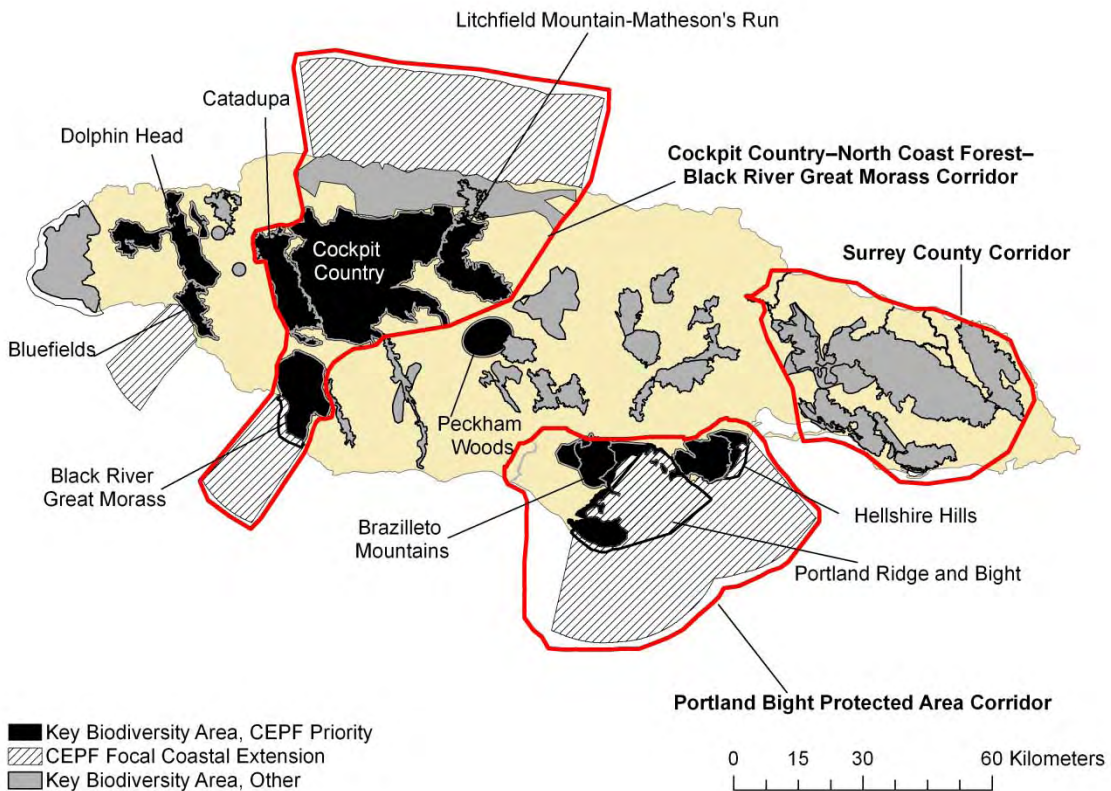 Litchfield Mountain-Matheson's Run
Catadupa
Dolphin Head
Cockpit Country–North Coast Forest–
Black River Great Morass Corridor
Cockpit
Country
Surrey County Corridor
Bluefields
Peckham
Woods
Black River
Great Morass
Brazilleto
Mountains
Hellshire Hills
Portland Ridge and Bight
Portland Bight Protected Area Corridor
Key Biodiversity Area, CEPF Priority
CEPF Focal Coastal Extension
Key Biodiversity Area, Other
0 15 30 60 Kilometers